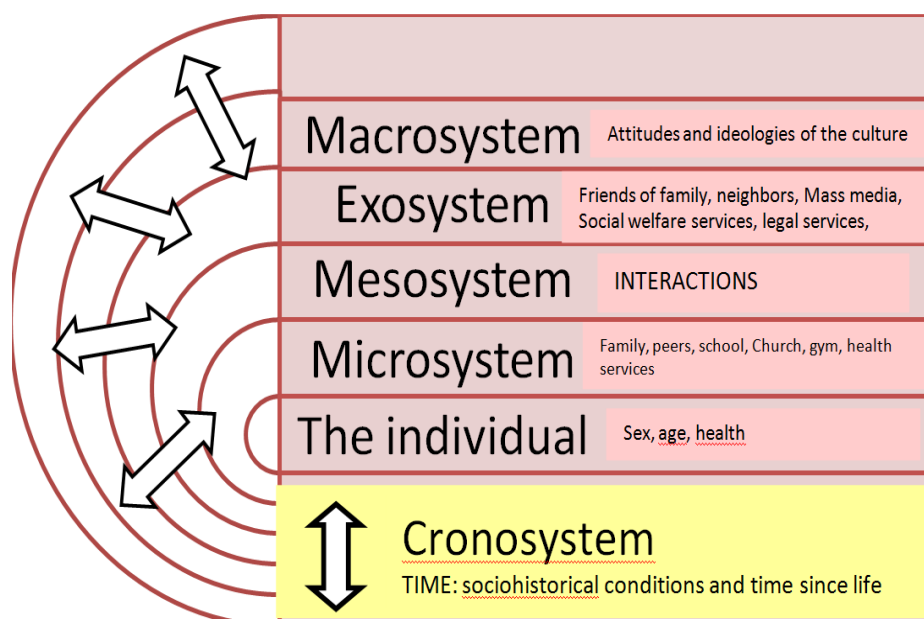 Macrosystem
Attitudes and ideologies of the culture
Exosystem
Friends of family, neighbors, Mass media,
Social welfare services, legal services,
Mesosystem
INTERACTIONS
Microsystem
Family, peers, school, Church, gym, health
services
The individual
Sex, age, health
Cronosystem
TIME: sociohistorical conditions and time since life